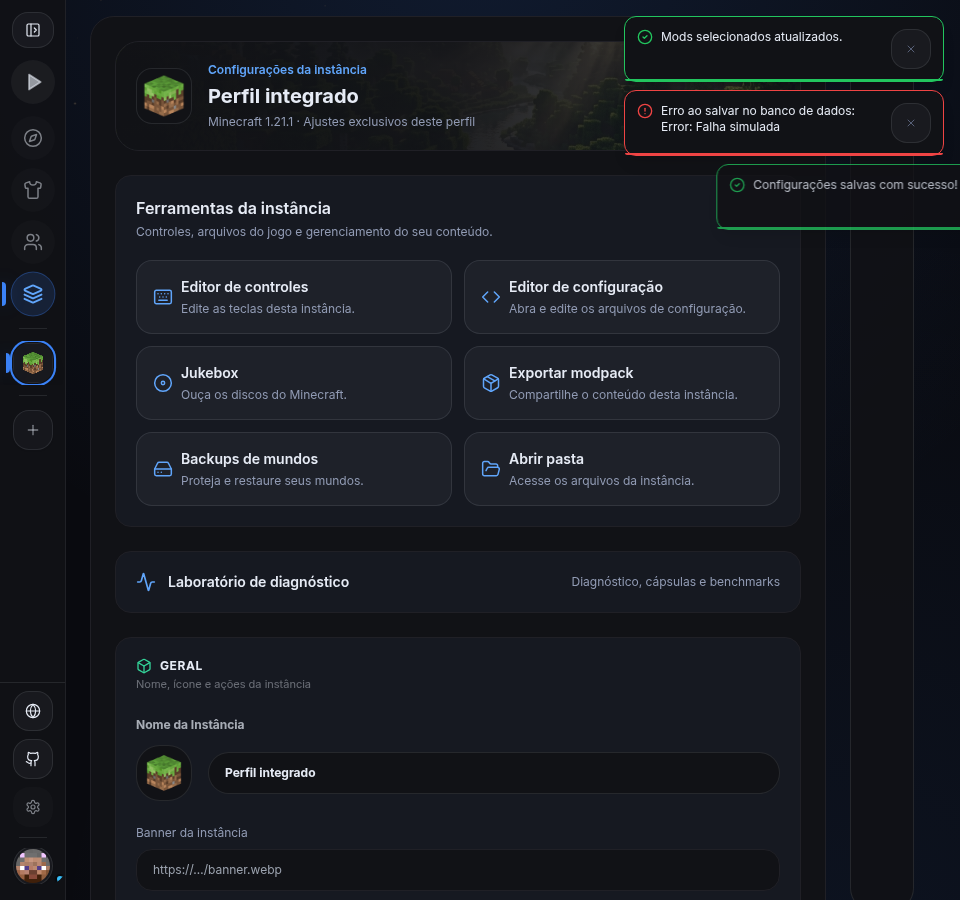 Configurações da instância
Perfil integrado
Minecraft 1.21.1 · Ajustes exclusivos deste perfil
Mods selecionados atualizados.
Erro ao salvar no banco de dados:
Error: Falha simulada
Configurações salvas com sucesso!
Ferramentas da instância
Controles, arquivos do jogo e gerenciamento do seu conteúdo.
Editor de controles
Edite as teclas desta instância.
Editor de configuração
Abra e edite os arquivos de configuração.
Jukebox
Ouça os discos do Minecraft.
Exportar modpack
Compartilhe o conteúdo desta instância.
Backups de mundos
Proteja e restaure seus mundos.
Abrir pasta
Acesse os arquivos da instância.
Laboratório de diagnóstico
Diagnóstico, cápsulas e benchmarks
GERAL
Nome, ícone e ações da instância
Nome da Instância
Perfil integrado
Banner da instância
https://.../banner.webp